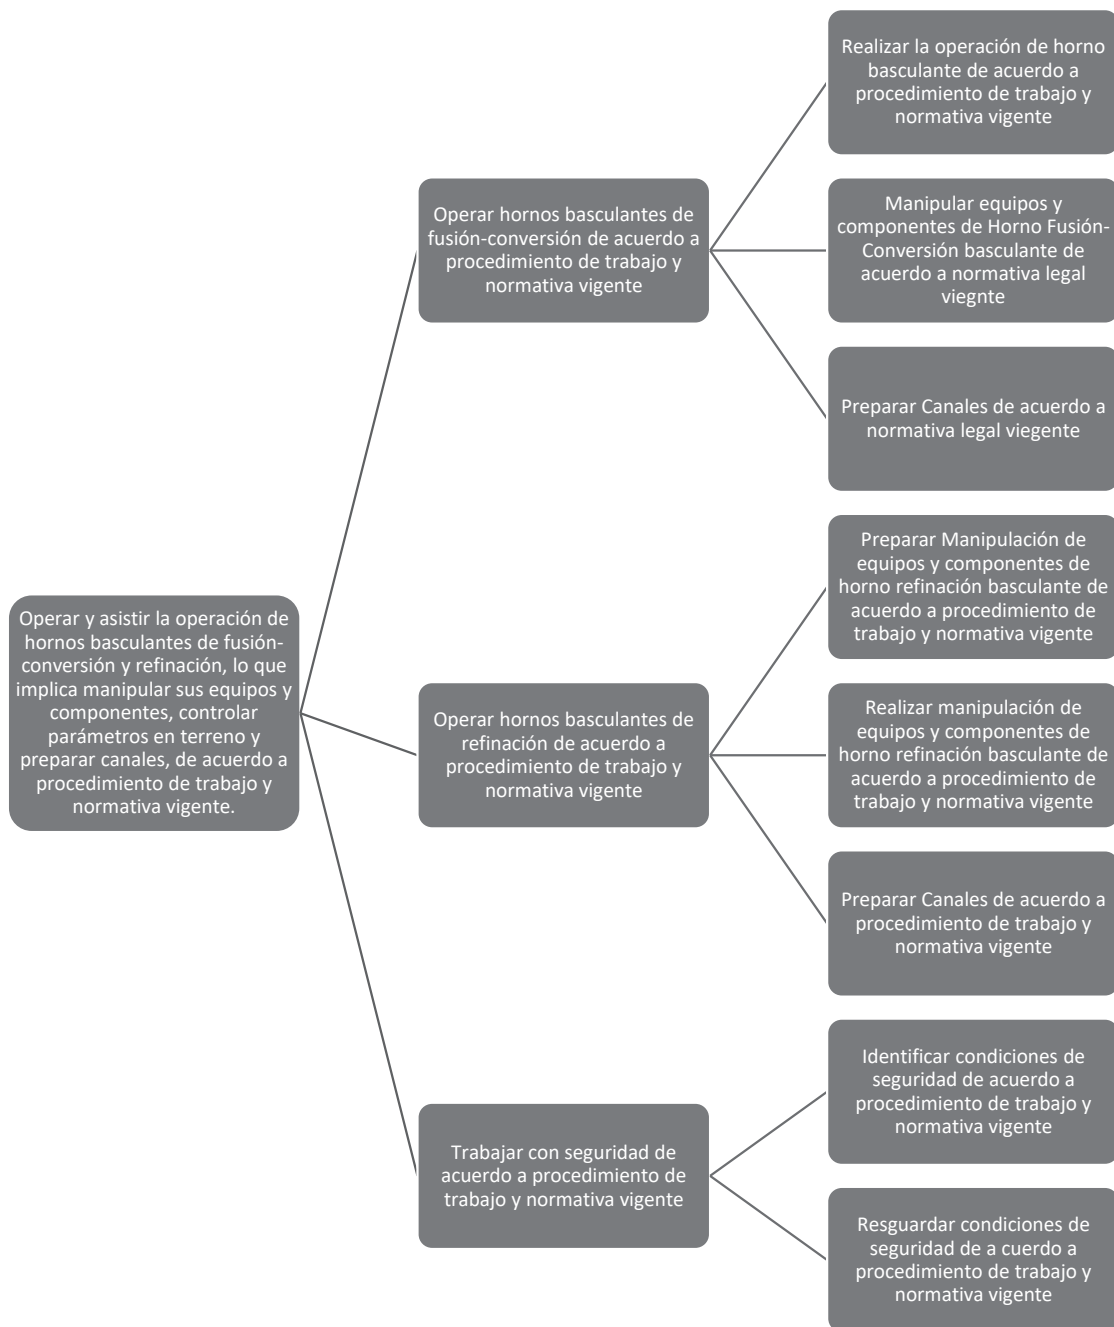 Realizar la operación de horno
basculante de acuerdo a
procedimiento de trabajo y
normativa vigente
Operar hornos basculantes de
fusión-conversión de acuerdo a
procedimiento de trabajo y
normativa vigente
Manipular equipos y
componentes de Horno Fusión-
Conversión basculante de
acuerdo a normativa legal
viegnte
Preparar Canales de acuerdo a
normativa legal viegente
Operar y asistir la operación de
hornos basculantes de fusión-
conversión y refinación, lo que
implica manipular sus equipos y
componentes, controlar
parámetros en terreno y
preparar canales, de acuerdo a
procedimiento de trabajo y
normativa vigente.
Preparar Manipulación de
equipos y componentes de
horno refinación basculante de
acuerdo a procedimiento de
trabajo y normativa vigente
Operar hornos basculantes de
refinación de acuerdo a
procedimiento de trabajo y
normativa vigente
Realizar manipulación de
equipos y componentes de
horno refinación basculante de
acuerdo a procedimiento de
trabajo y normativa vigente
Preparar Canales de acuerdo a
procedimiento de trabajo y
normativa vigente
Identificar condiciones de
seguridad de acuerdo a
procedimiento de trabajo y
normativa vigente
Trabajar con seguridad de
acuerdo a procedimiento de
trabajo y normativa vigente
Resguardar condiciones de
seguridad de a cuerdo a
procedimiento de trabajo y
normativa vigente